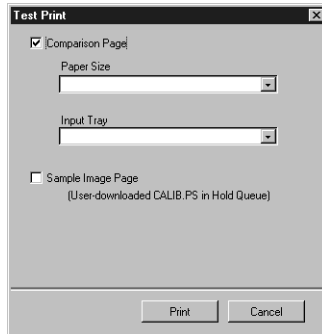 Test Print
Comparison Page
Paper Size
Input Tray
Sample Image Page
(User-downloaded CALIB.PS in Hold Queue)
Print Cancel